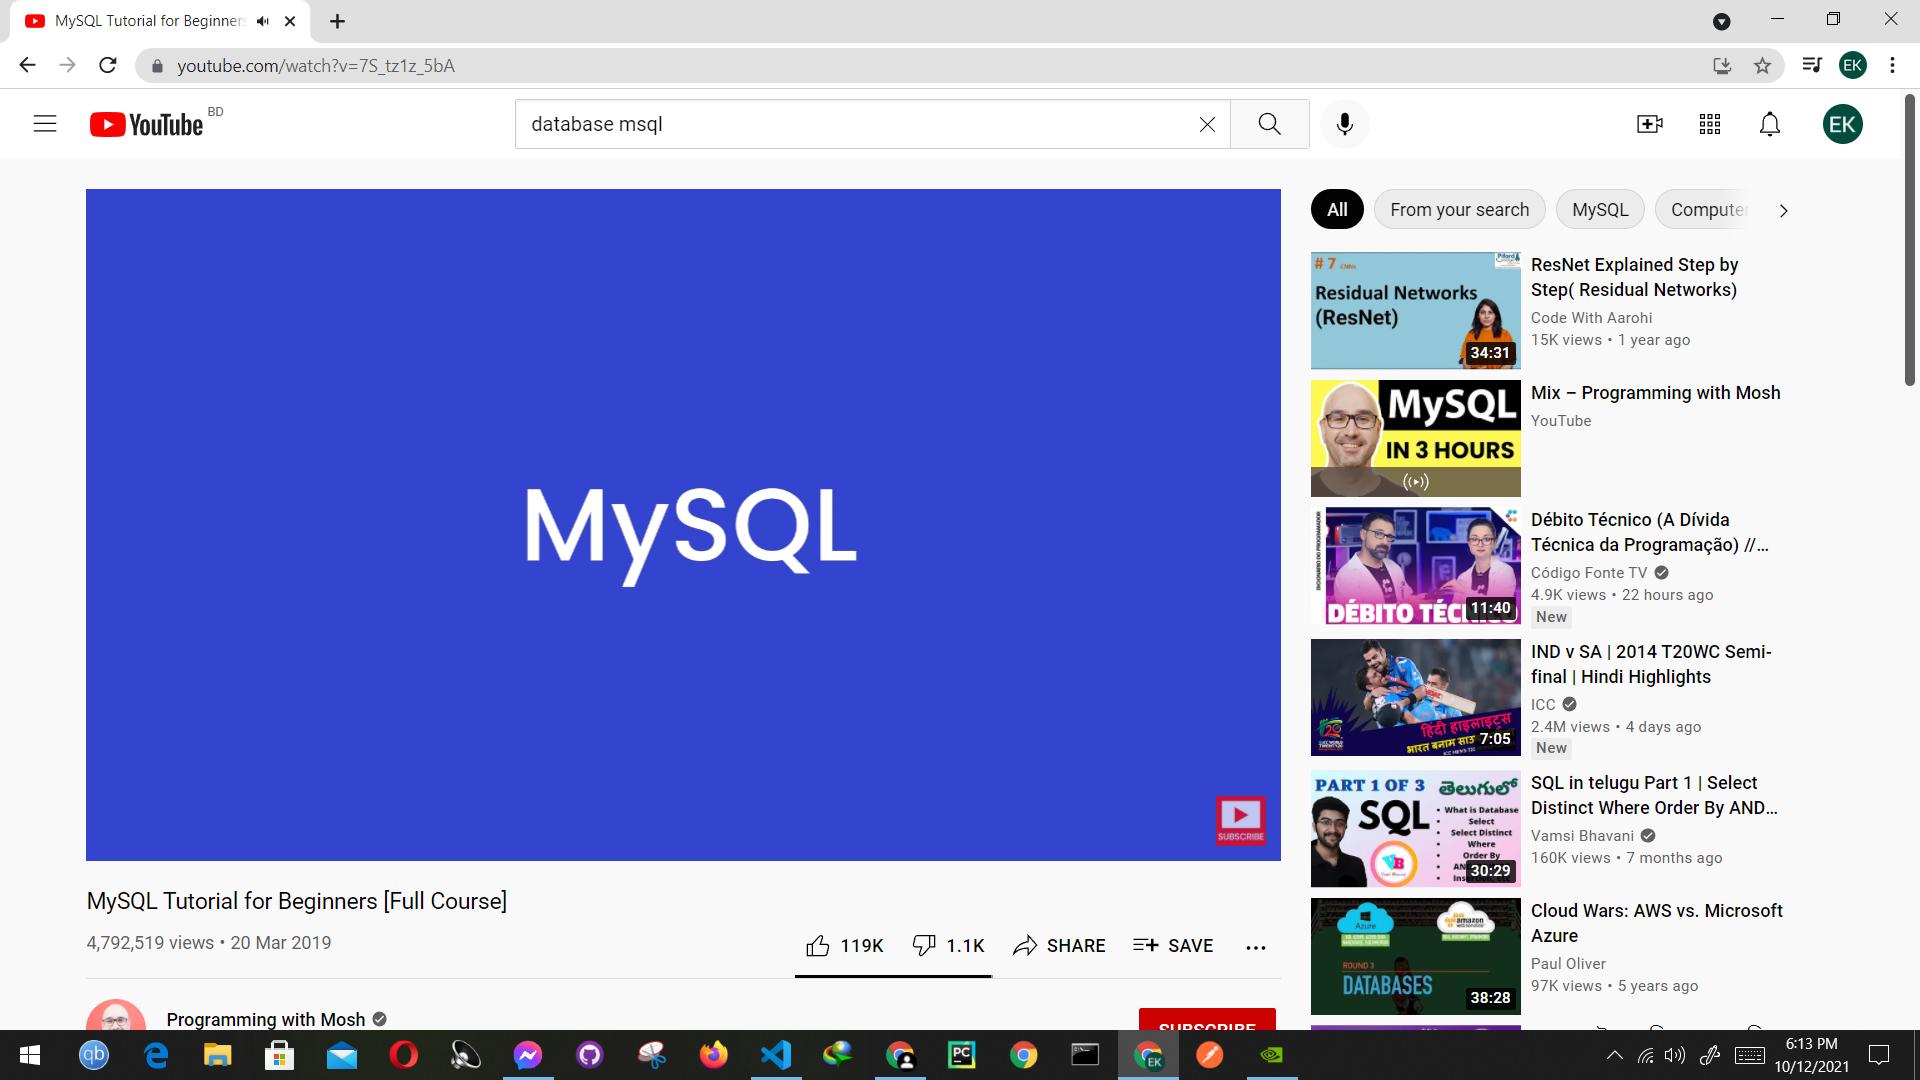 MySQL Tutorial for Beginners
youtube.com/watch?v=7S_tz1z_5bA
EK
YouTube BD
database msql
EK
MySQL
SUBSCRIBE
MySQL Tutorial for Beginners [Full Course]
4,792,519 views • 20 Mar 2019
119K 1.1K SHARE SAVE
Programming with Mosh
SUBSCRIBE
All From your search MySQL Computer
# 7 CNNs
Residual Networks
(ResNet)
34:31
ResNet Explained Step by
Step( Residual Networks)
Code With Aarohi
15K views • 1 year ago
MySQL
IN 3 HOURS
Mix – Programming with Mosh
YouTube
DICIONÁRIO DO PROGRAMADOR
DÉBITO TÉC
11:40
Débito Técnico (A Dívida
Técnica da Programação) //...
Código Fonte TV
4.9K views • 22 hours ago
New
हिंदी हाइलाइट्स
भारत बनाम साउ
7:05
IND v SA | 2014 T20WC Semi-
final | Hindi Highlights
ICC
2.4M views • 4 days ago
New
PART 1 OF 3 తెలుగులో
SQL
• What is Database
• Select
• Select Distinct
• Where
• Order By
30:29
SQL in telugu Part 1 | Select
Distinct Where Order By AND...
Vamsi Bhavani
160K views • 7 months ago
Azure
amazon
ROUND 3
DATABASES
38:28
Cloud Wars: AWS vs. Microsoft
Azure
Paul Oliver
97K views • 5 years ago
qb
PC
EK
6:13 PM
10/12/2021